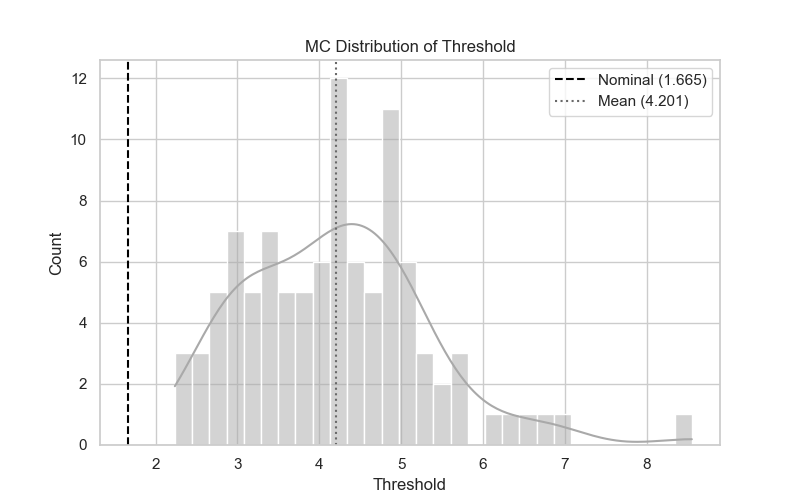 MC Distribution of Threshold
Nominal (1.665)
Mean (4.201)
Count
12
10
8
6
4
2
0
2
3
4
5
6
7
8
Threshold